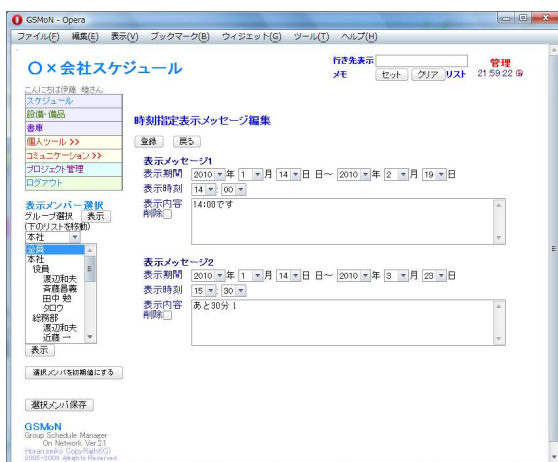 GSMoN - Opera
ファイル(F) 編集(E) 表示(V) ブックマーク(B) ウィジェット(G) ツール(T) ヘルプ(H)
〇×会社スケジュール
行き先表示
管理
メモ セット クリア リスト 21:59:22
こんにちは伊藤 穂さん
スケジュール
設備・備品
書庫
個人ツール >>
コミュニケーション >>
プロジェクト管理
ログアウト
時刻指定表示メッセージ編集
登録 戻る
表示メッセージ1
表示期間 2010 年 1 月 14 日 日～ 2010 年 2 月 19 日
表示時刻 14 : 00
表示内容 14:00です
削除
表示メッセージ2
表示期間 2010 年 1 月 14 日 日～ 2010 年 3 月 23 日
表示時刻 15 : 30
表示内容 あと30分！
削除
表示メンバー選択
グループ選択 表示
(下のリストを移動)
本社
全員
本社
役員
渡辺和夫
斉藤昌義
田中 勉
タロウ
総務部
渡辺和夫
近藤 一
表示
選択メンバを初期値にする
選択メンバ保存
GSMoN
Group Schedule Manager
On Network Ver.2.1
Horan.seiko CopyRight(C)
2005-2009 Allrights Reserved